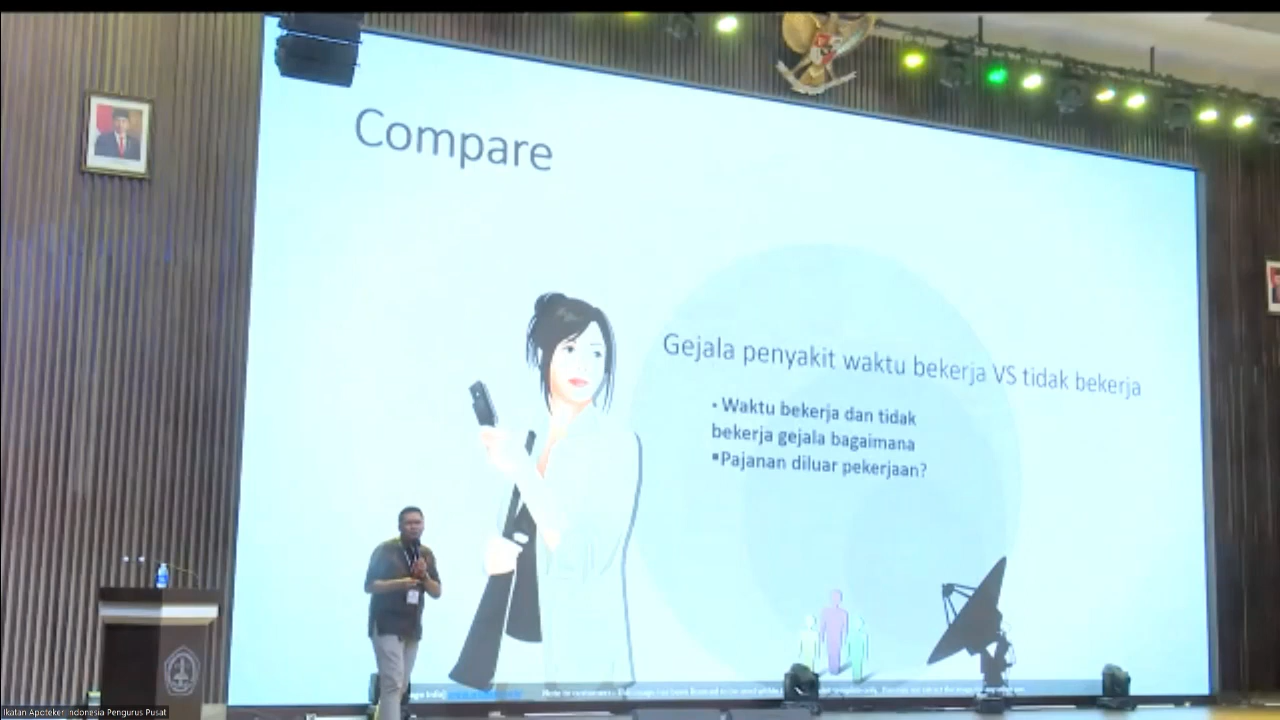 Compare
Gejala penyakit waktu bekerja VS tidak bekerja
▪ Waktu bekerja dan tidak
bekerja gejala bagaimana
▪Pajanan diluar pekerjaan?
Ikatan Apoteker Indonesia Pengurus Pusat